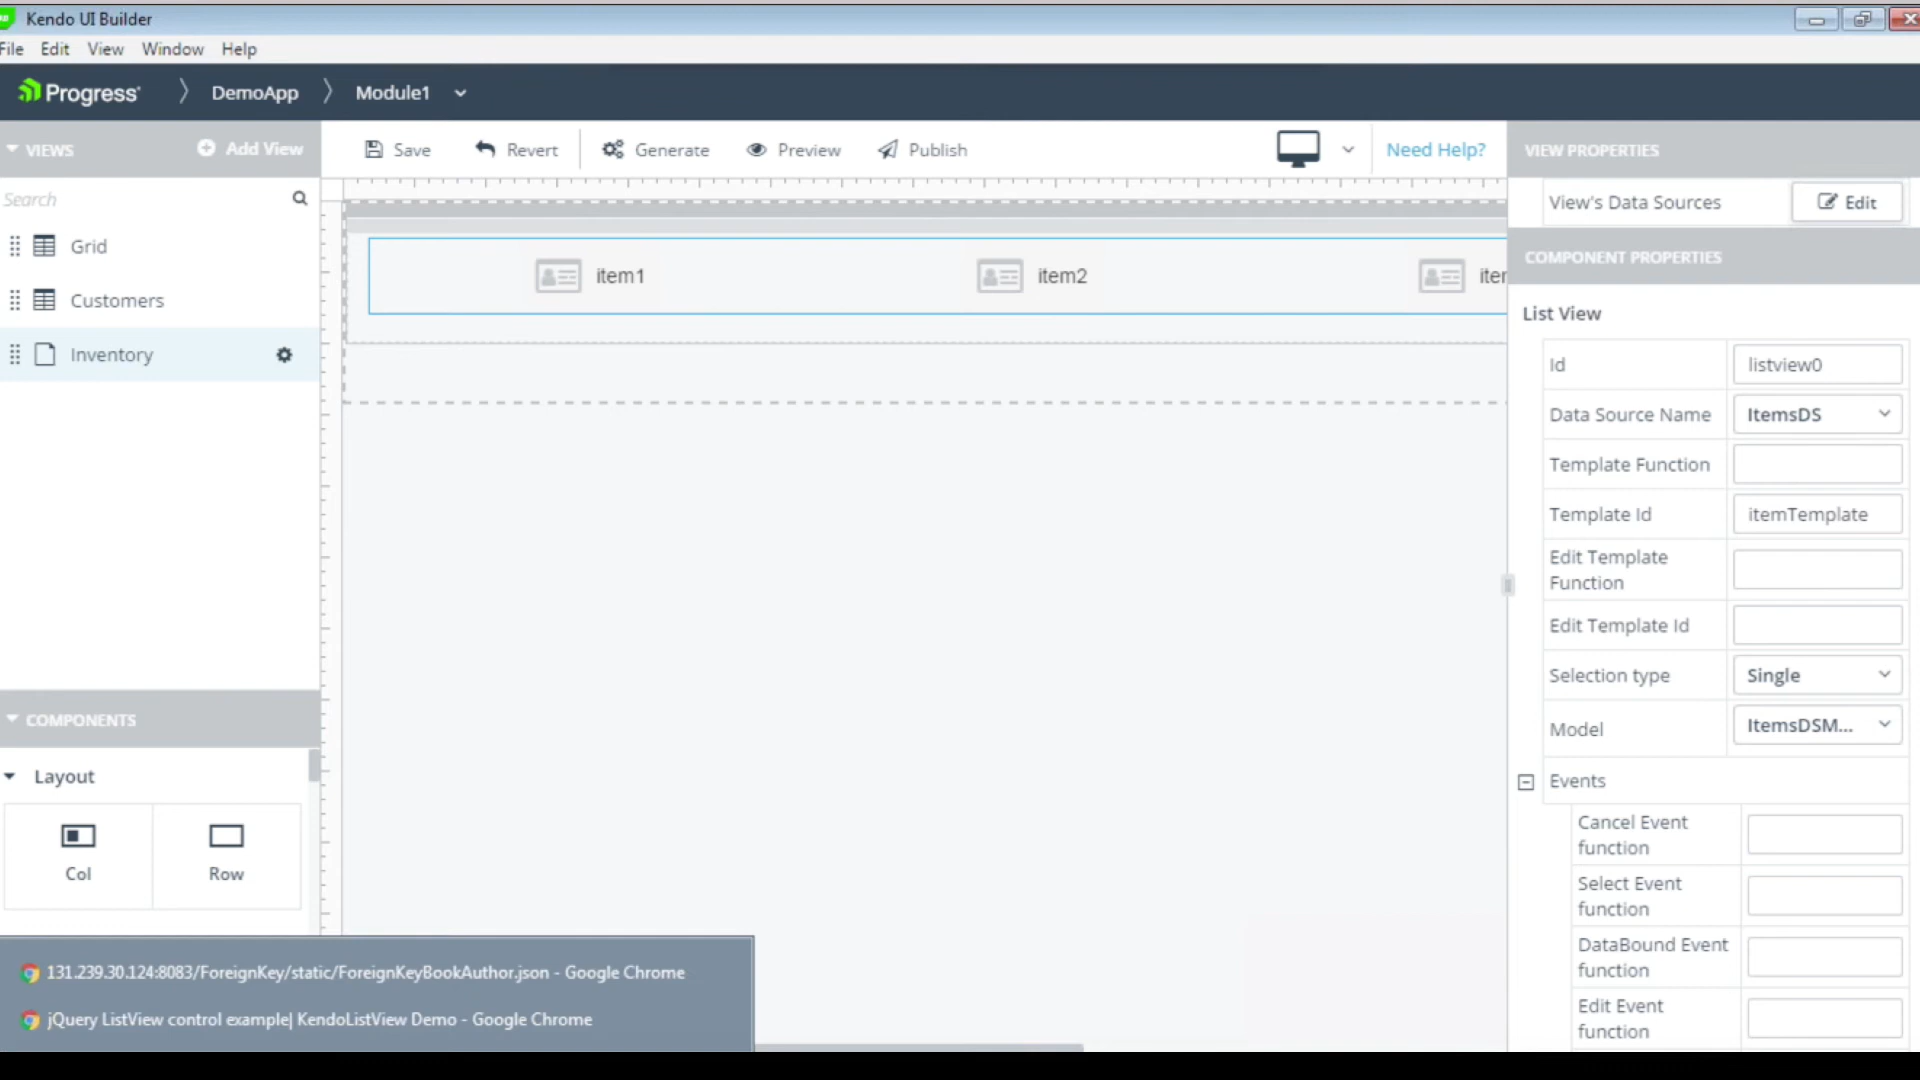 Kendo UI Builder
File Edit View Window Help
Progress DemoApp Module1
VIEWS Add View
Save Revert Generate Preview Publish Need Help?
VIEW PROPERTIES
Search
View's Data Sources Edit
Grid
Customers
Inventory
item1 item2
COMPONENT PROPERTIES
List View
Id listview0
Data Source Name ItemsDS
Template Function
Template Id itemTemplate
Edit Template
Function
Edit Template Id
Selection type Single
Model ItemsDSM...
Events
Cancel Event
function
Select Event
function
DataBound Event
function
Edit Event
function
COMPONENTS
Layout
Col Row
131.239.30.124:8083/ForeignKey/static/ForeignKeyBookAuthor.json - Google Chrome
jQuery ListView control example| KendoListView Demo - Google Chrome